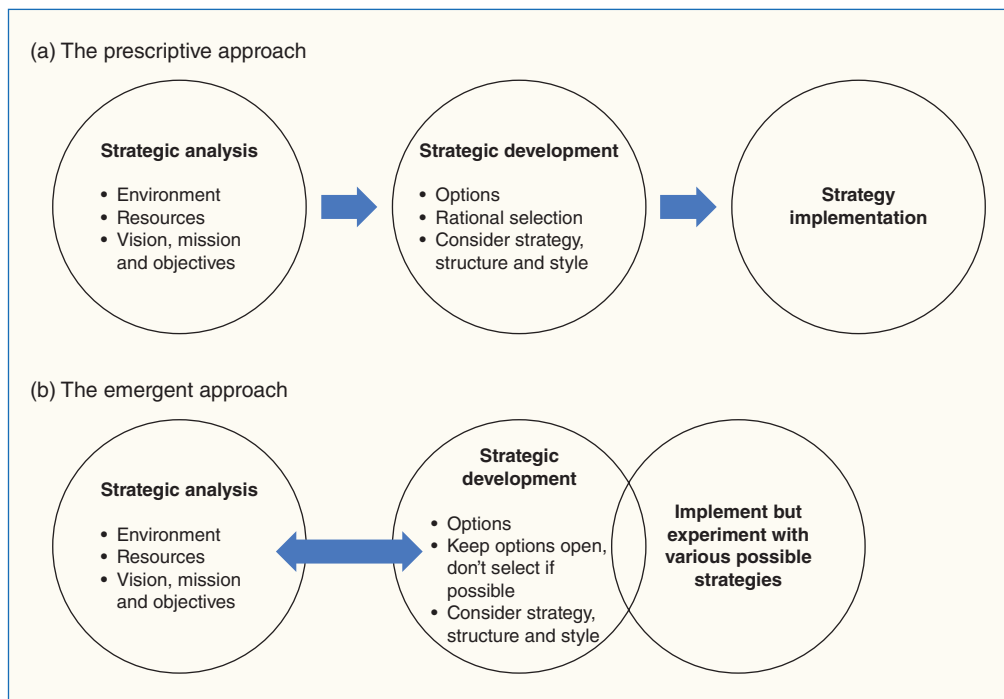 (a) The prescriptive approach
Strategic analysis
• Environment
• Resources
• Vision, mission
and objectives
Strategic development
• Options
• Rational selection
• Consider strategy,
structure and style
Strategy
implementation
(b) The emergent approach
Strategic analysis
• Environment
• Resources
• Vision, mission
and objectives
Strategic
development
• Options
• Keep options open,
don't select if
possible
• Consider strategy,
structure and style
Implement but
experiment with
various possible
strategies